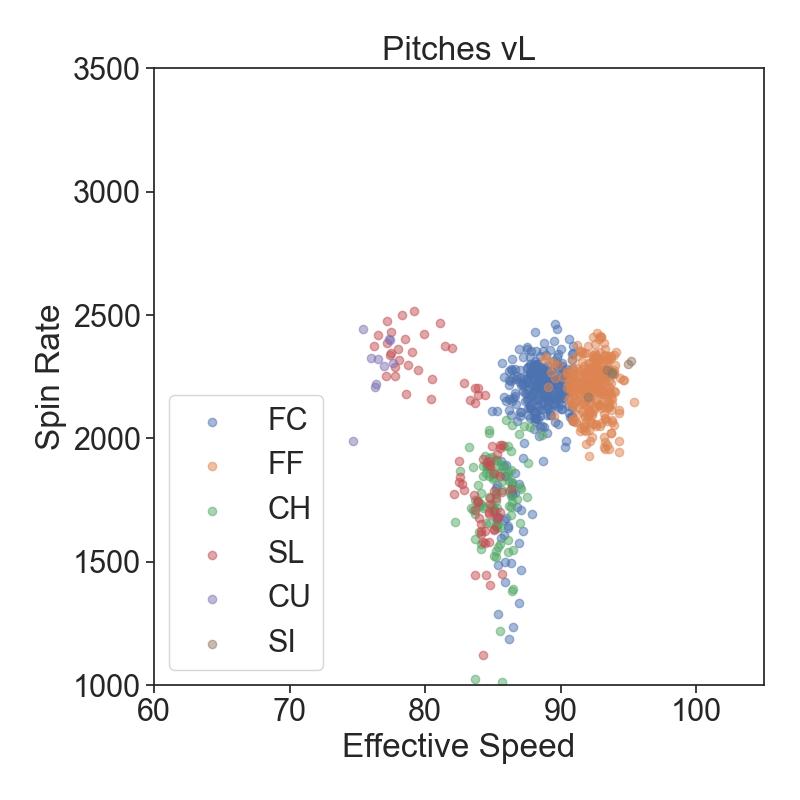 Pitches vL
3500
3000
2500
2000
1500
1000
Spin Rate
FC
FF
CH
SL
CU
SI
60 70 80 90 100
Effective Speed